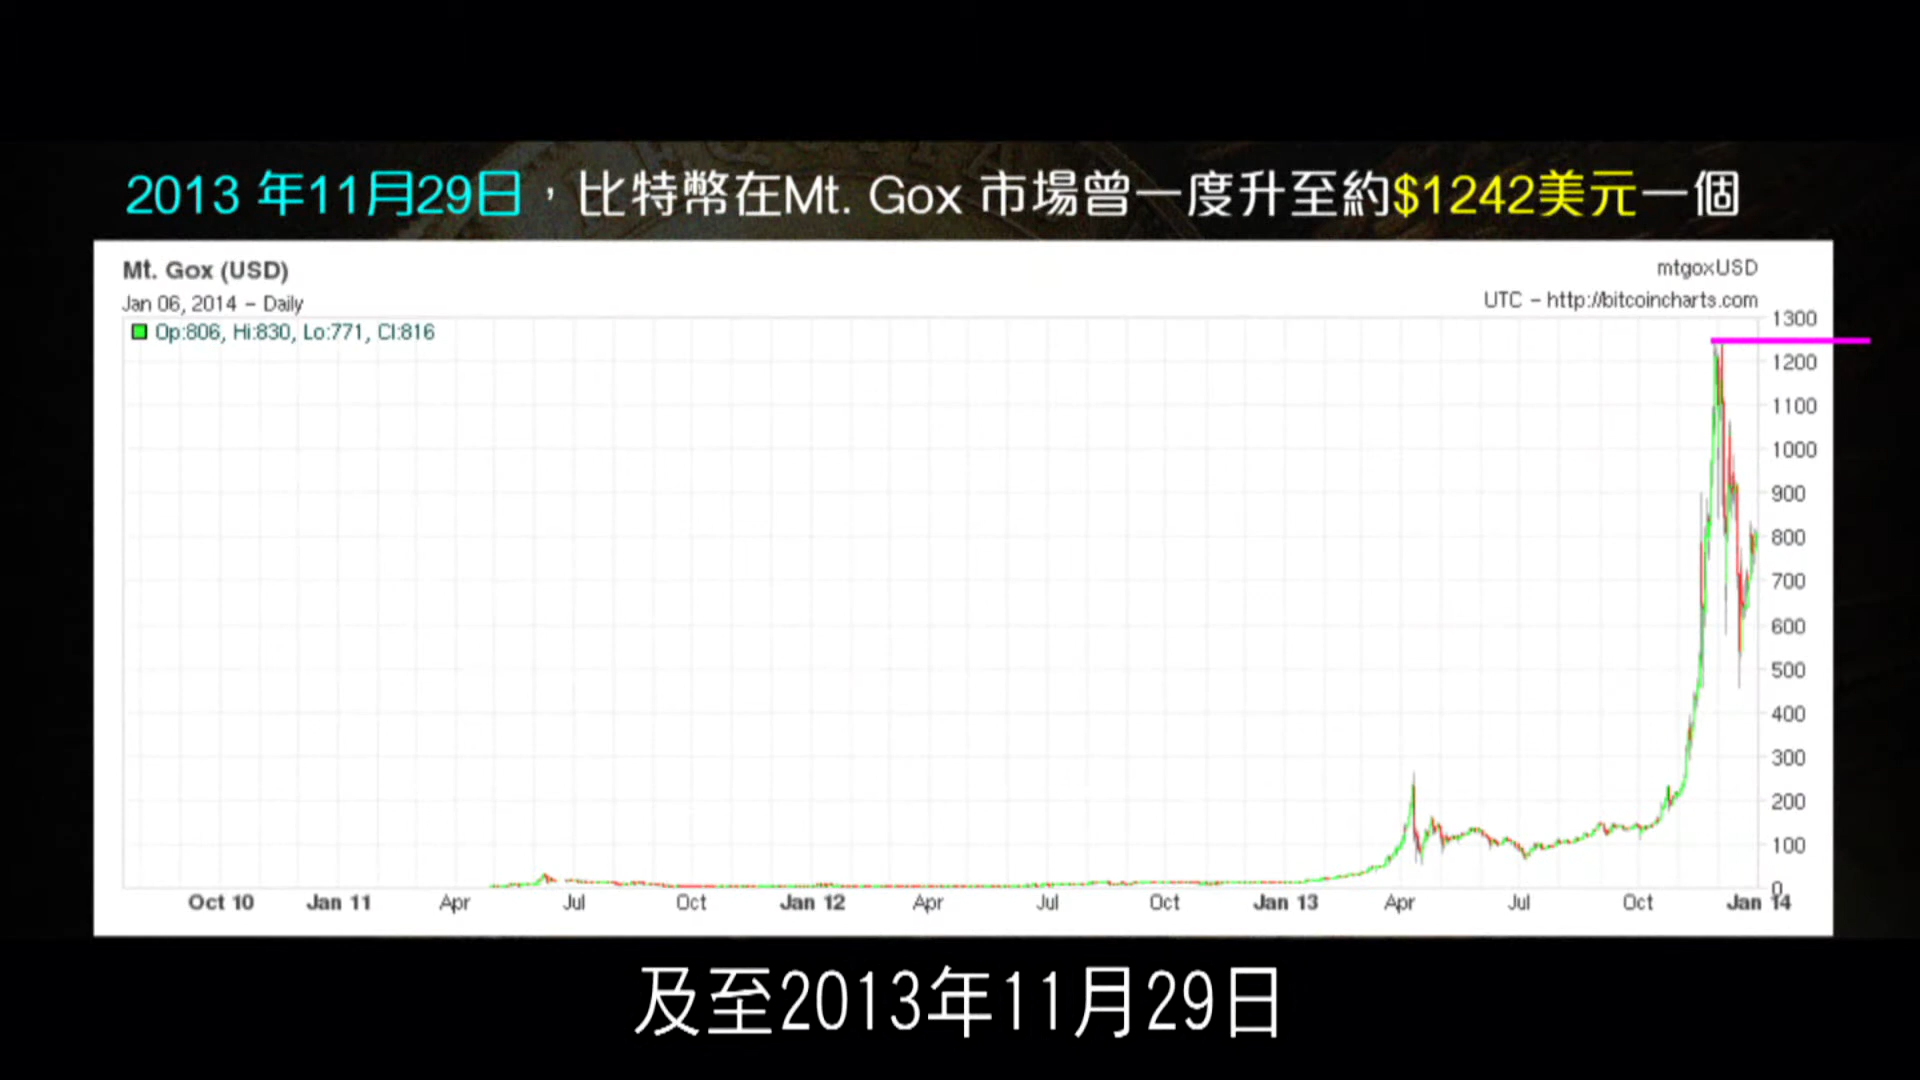 2013 年11月29日，比特幣在Mt. Gox 市場曾一度升至約$1242美元一個
Mt. Gox (USD)
mtgoxUSD
Jan 06, 2014 – Daily
UTC – http://bitcoincharts.com
Op:806, Hi:830, Lo:771, Cl:816
1300
1200
1100
1000
900
800
700
600
500
400
300
200
100
0
Oct 10 Jan 11 Apr Jul Oct Jan 12 Apr Jul Oct Jan 13 Apr Jul Oct Jan 14
及至2013年11月29日